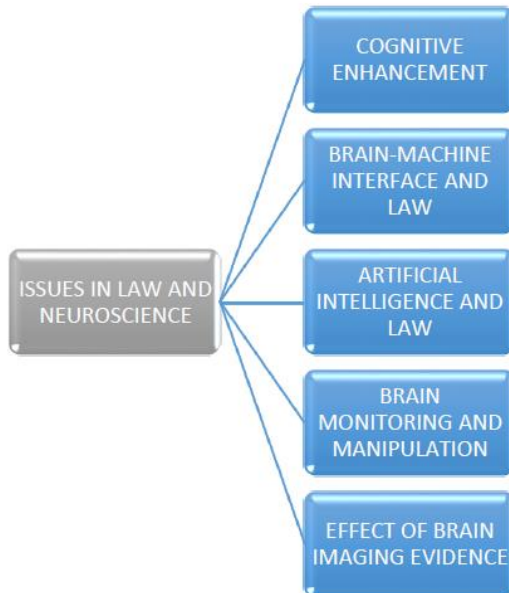 COGNITIVE
ENHANCEMENT
BRAIN-MACHINE
INTERFACE AND
LAW
ISSUES IN LAW AND
NEUROSCIENCE
ARTIFICIAL
INTELLIGENCE AND
LAW
BRAIN
MONITORING AND
MANIPULATION
EFFECT OF BRAIN
IMAGING EVIDENCE